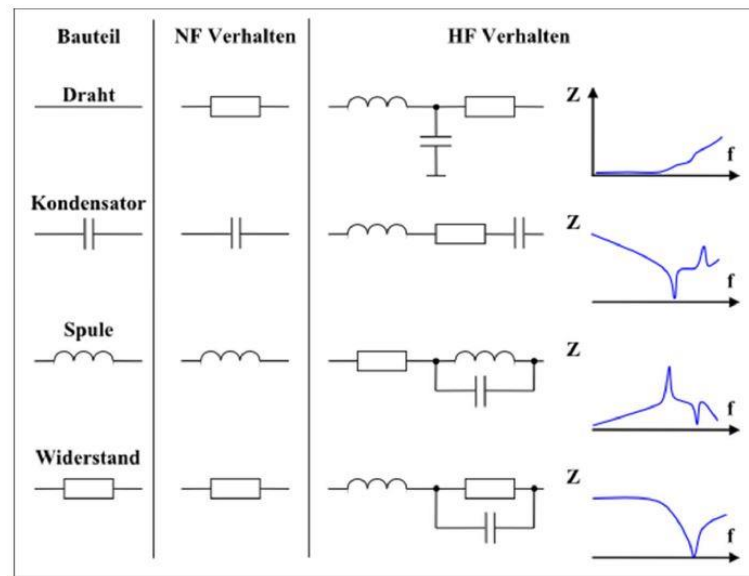 Bauteil NF Verhalten HF Verhalten
Draht
Z
f
Kondensator
Z
f
Spule
Z
f
Widerstand
Z
f